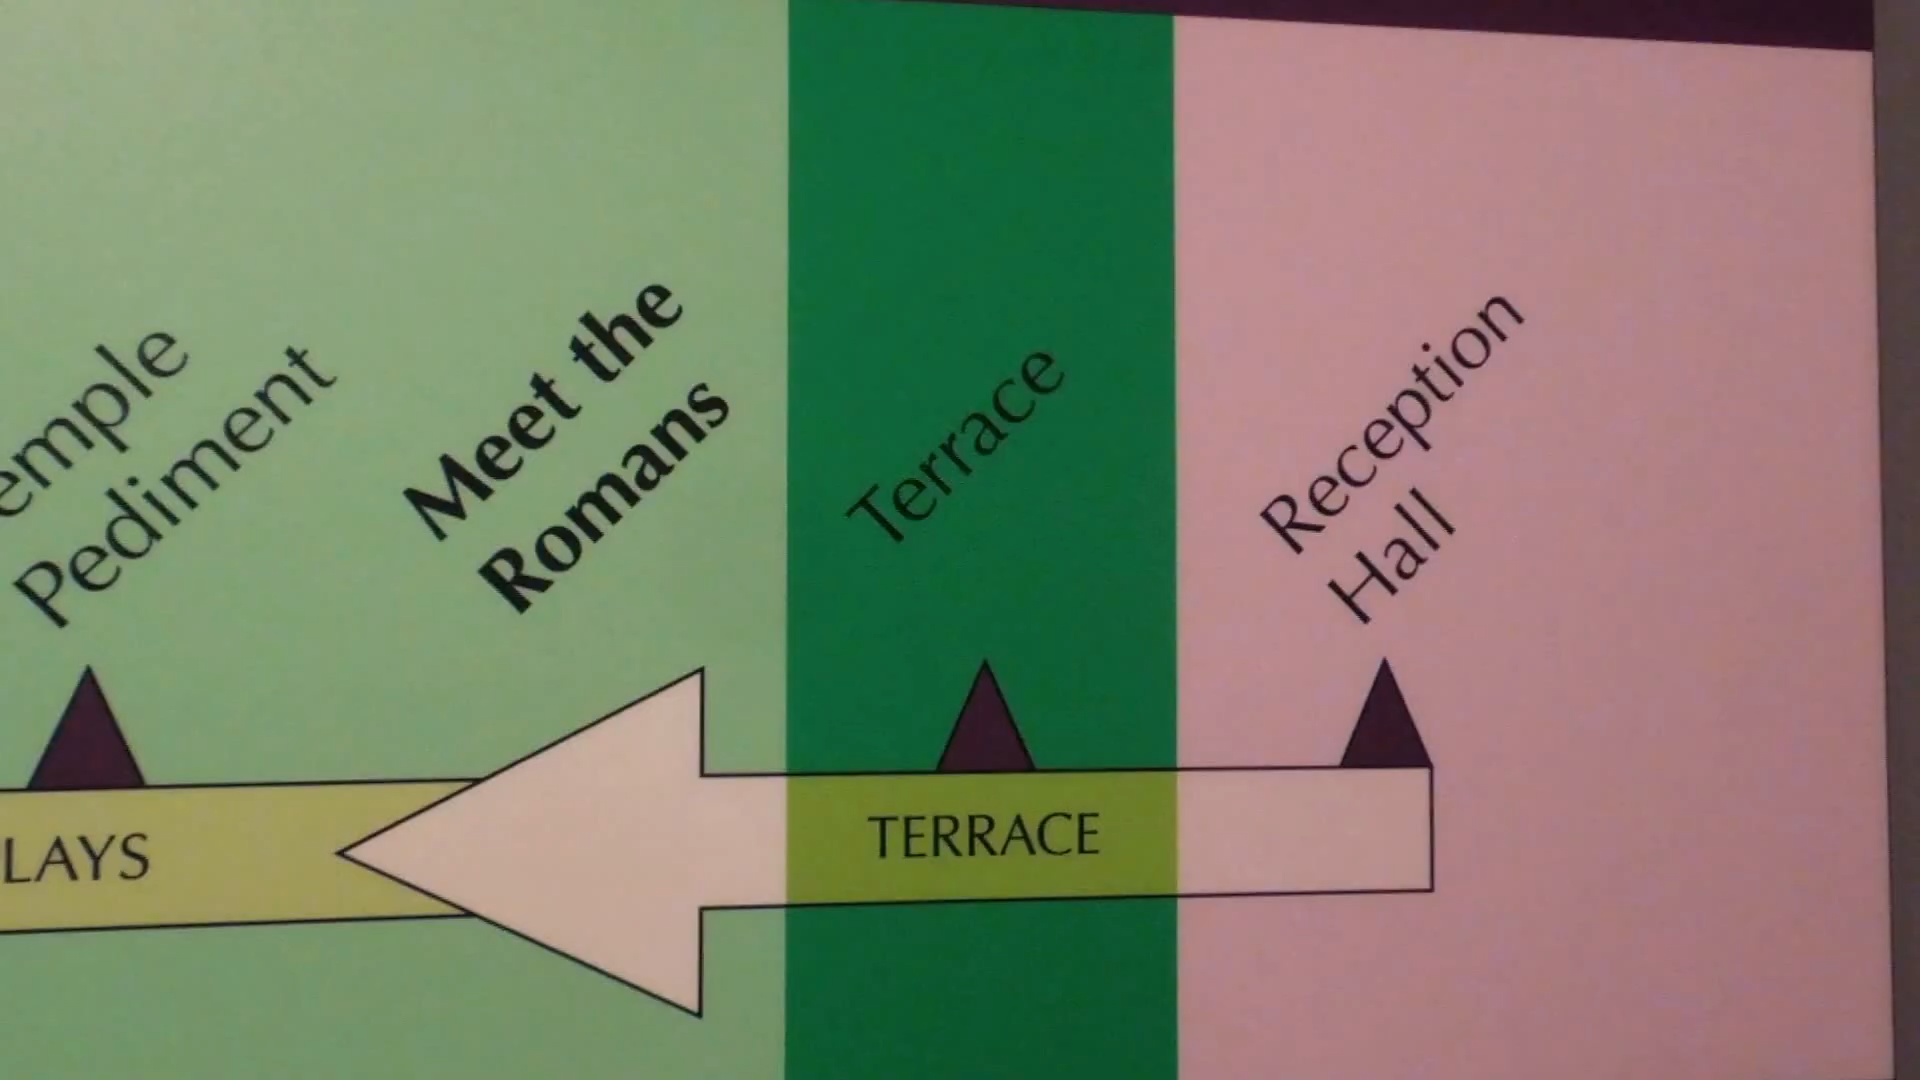 emple
Pediment
Meet the
Romans
Terrace
Reception
Hall
LAYS
TERRACE